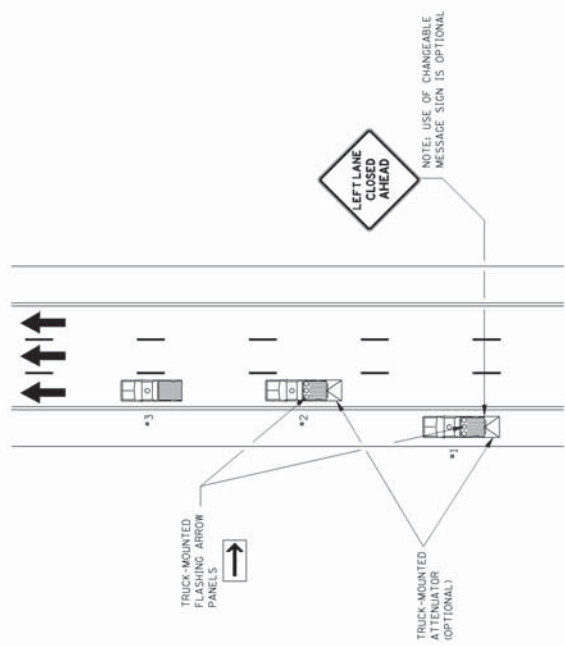 NOTE: USE OF CHANGEABLE
MESSAGE SIGN IS OPTIONAL
LEFT LANE
CLOSED
AHEAD
*3
*2
*1
TRUCK-MOUNTED
FLASHING ARROW
PANELS
TRUCK-MOUNTED
ATTENUATOR
(OPTIONAL)